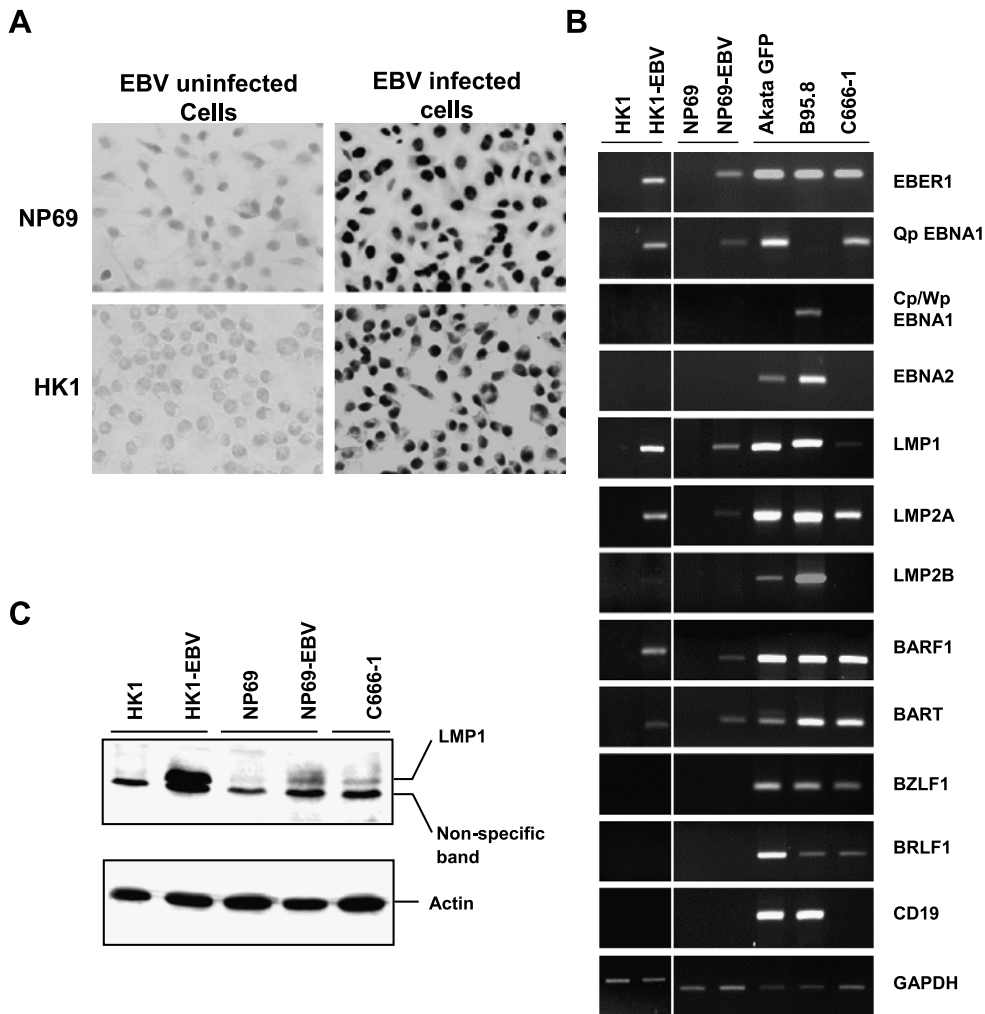 A
EBV uninfected
Cells
EBV infected
cells
NP69
HK1
B
HK1
HK1-EBV
NP69
NP69-EBV
Akata GFP
B95.8
C666-1
EBER1
Qp EBNA1
Cp/Wp
EBNA1
EBNA2
LMP1
LMP2A
LMP2B
BARF1
BART
BZLF1
BRLF1
CD19
GAPDH
C
HK1
HK1-EBV
NP69
NP69-EBV
C666-1
LMP1
Non-specific
band
Actin